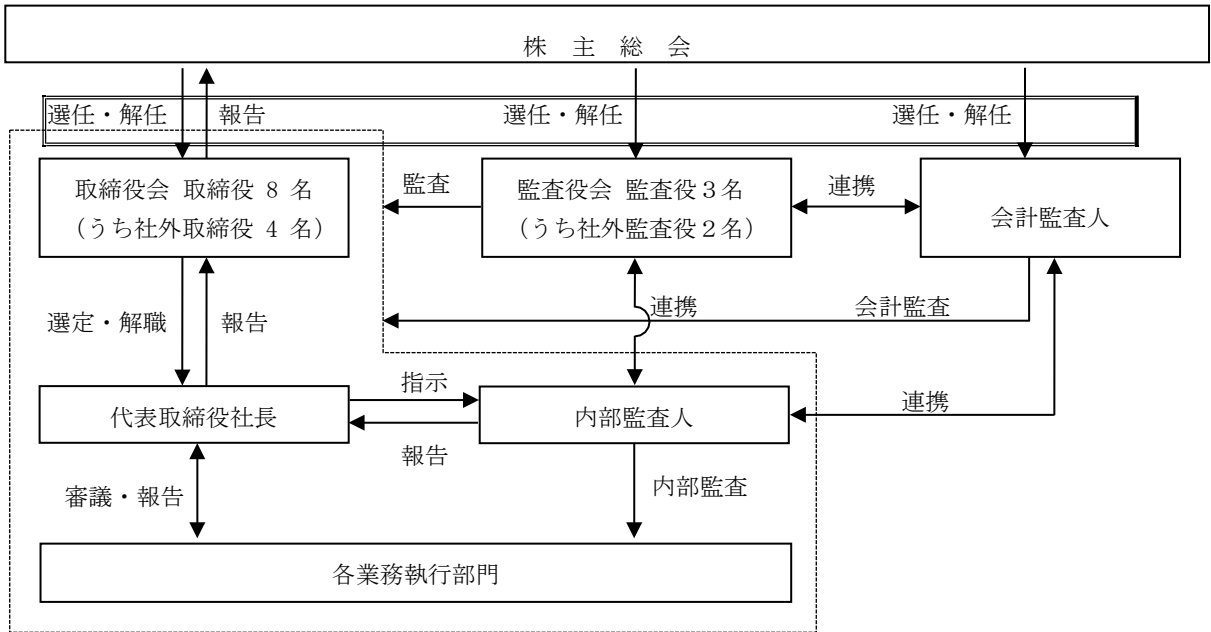 株 主 総 会
選任・解任
報告
選任・解任
選任・解任
取締役会 取締役 8 名
(うち社外取締役 4 名)
監査
監査役会 監査役3名
(うち社外監査役2名)
連携
会計監査人
選定・解職
報告
連携
会計監査
代表取締役社長
指示
報告
内部監査人
連携
審議・報告
内部監査
各業務執行部門